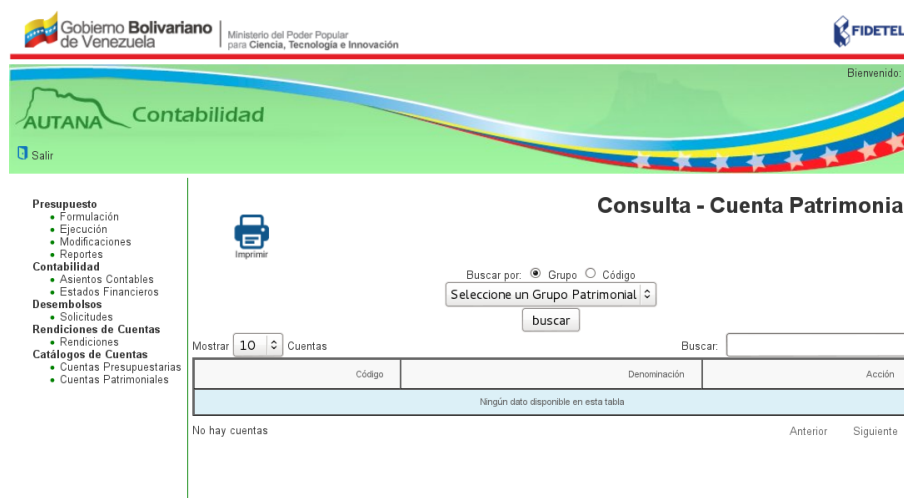 Gobierno Bolivariano
de Venezuela
Ministerio del Poder Popular
para Ciencia, Tecnología e Innovación
FIDETEL
Bienvenido:
AUTANA Contabilidad
Salir
Presupuesto
Formulación
Ejecución
Modificaciones
Reportes
Contabilidad
Asientos Contables
Estados Financieros
Desembolsos
Solicitudes
Rendiciones de Cuentas
Rendiciones
Catálogos de Cuentas
Cuentas Presupuestarias
Cuentas Patrimoniales
Consulta - Cuenta Patrimonia
Imprimir
Buscar por: Grupo Código
Seleccione un Grupo Patrimonial
buscar
Mostrar 10 Cuentas Buscar:
Código Denominación Acción
Ningún dato disponible en esta tabla
No hay cuentas Anterior Siguiente